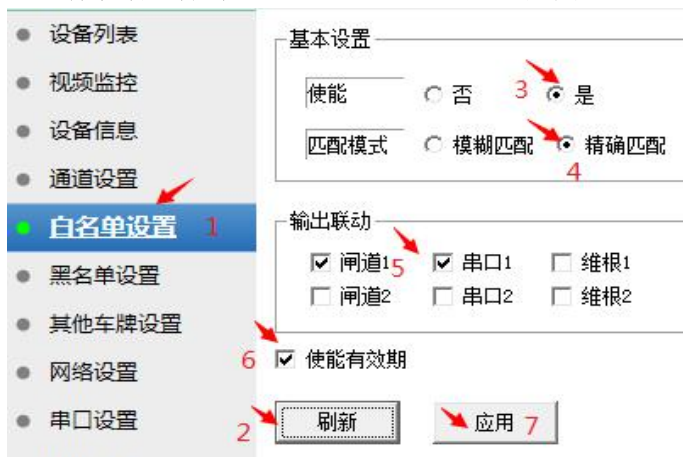 设备列表
视频监控
设备信息
通道设置
白名单设置 1
黑名单设置
其他车牌设置
网络设置
串口设置
基本设置
使能 否 3 是
匹配模式 模糊匹配 精确匹配
4
输出联动
闸道1 5 串口1 维根1
闸道2 串口2 维根2
6 使能有效期
2 刷新 应用 7